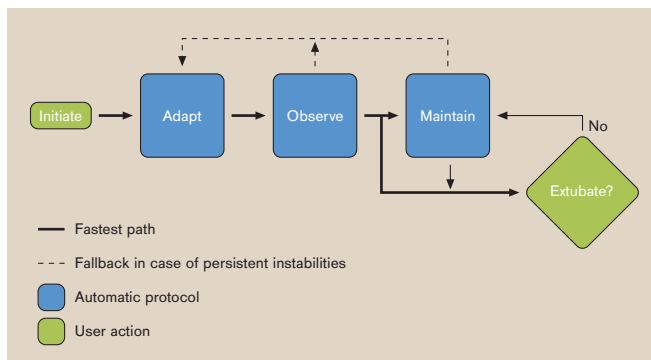 Initiate
Adapt
Observe
Maintain
No
Extubate?
Fastest path
Fallback in case of persistent instabilities
Automatic protocol
User action